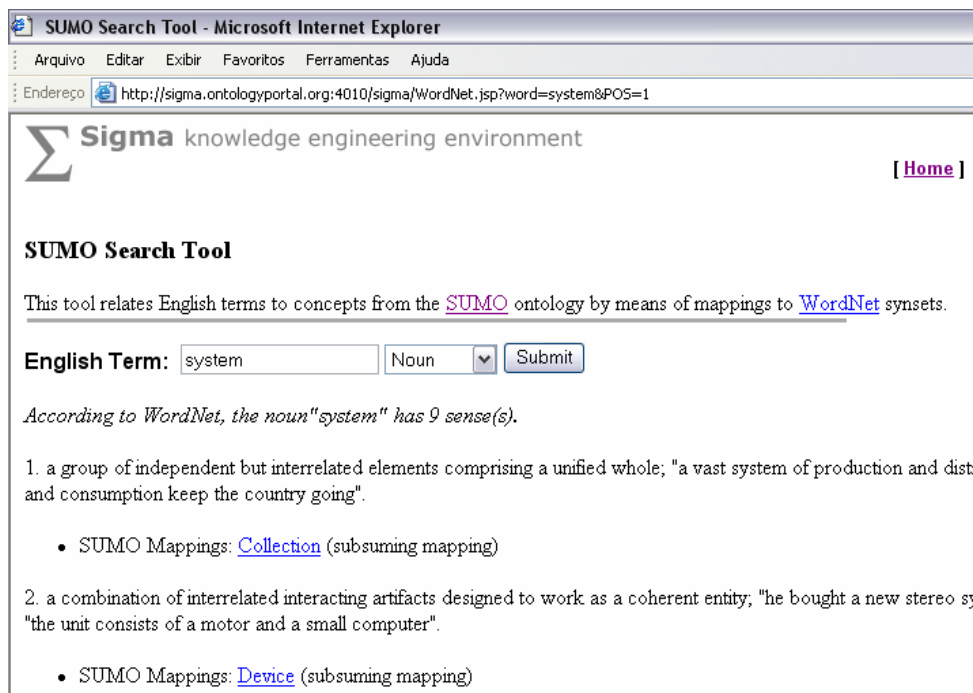 SUMO Search Tool - Microsoft Internet Explorer
Arquivo Editar Exibir Favoritos Ferramentas Ajuda
Endereço http://sigma.ontologyportal.org:4010/sigma/WordNet.jsp?word=system&POS=1
Σ Sigma knowledge engineering environment
[ Home ]
SUMO Search Tool
This tool relates English terms to concepts from the SUMO ontology by means of mappings to WordNet synsets.
English Term: system Noun Submit
According to WordNet, the noun"system" has 9 sense(s).
1. a group of independent but interrelated elements comprising a unified whole; "a vast system of production and dist
and consumption keep the country going".
• SUMO Mappings: Collection (subsuming mapping)
2. a combination of interrelated interacting artifacts designed to work as a coherent entity; "he bought a new stereo sy
"the unit consists of a motor and a small computer".
• SUMO Mappings: Device (subsuming mapping)